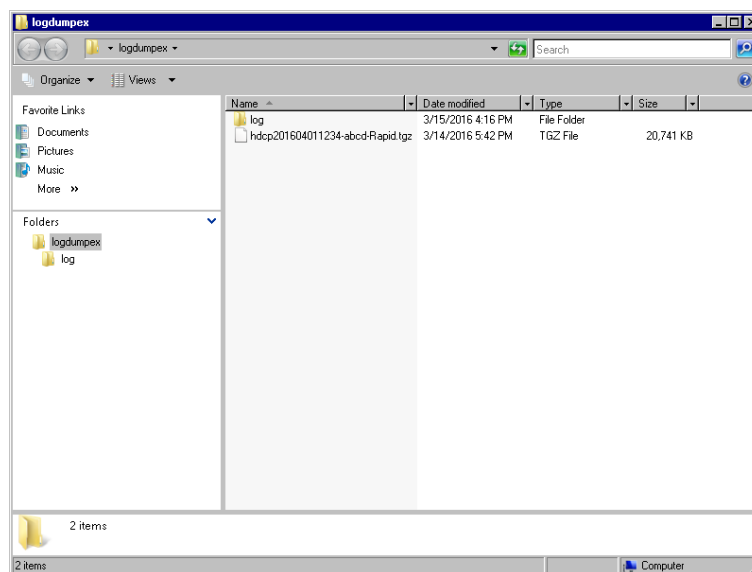 logdumpex
logdumpex
Search
Organize Views
Favorite Links
Documents
Pictures
Music
More »
Folders
logdumpex
log
Name Date modified Type Size
log 3/15/2016 4:16 PM File Folder
hdcp201604011234-abcd-Rapid.tgz 3/14/2016 5:42 PM TGZ File 20,741 KB
2 items
2 items Computer